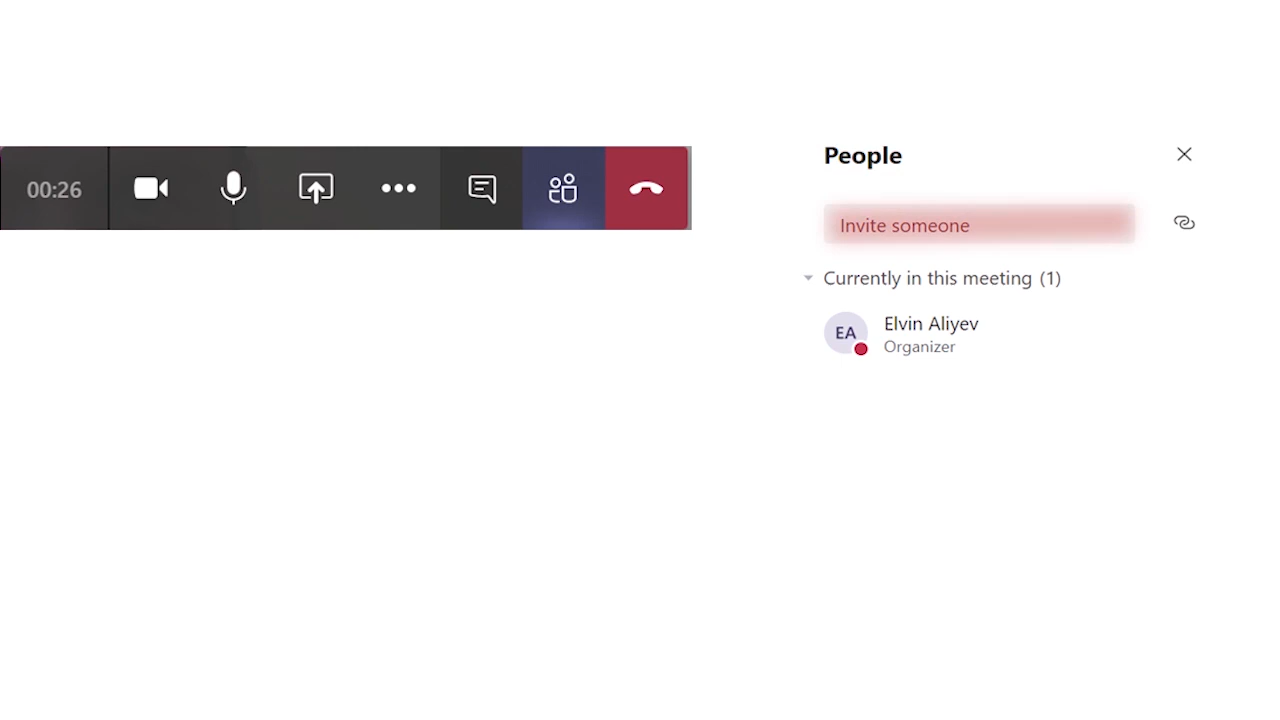 00:26
People
Invite someone
Currently in this meeting (1)
EA
Elvin Aliyev
Organizer